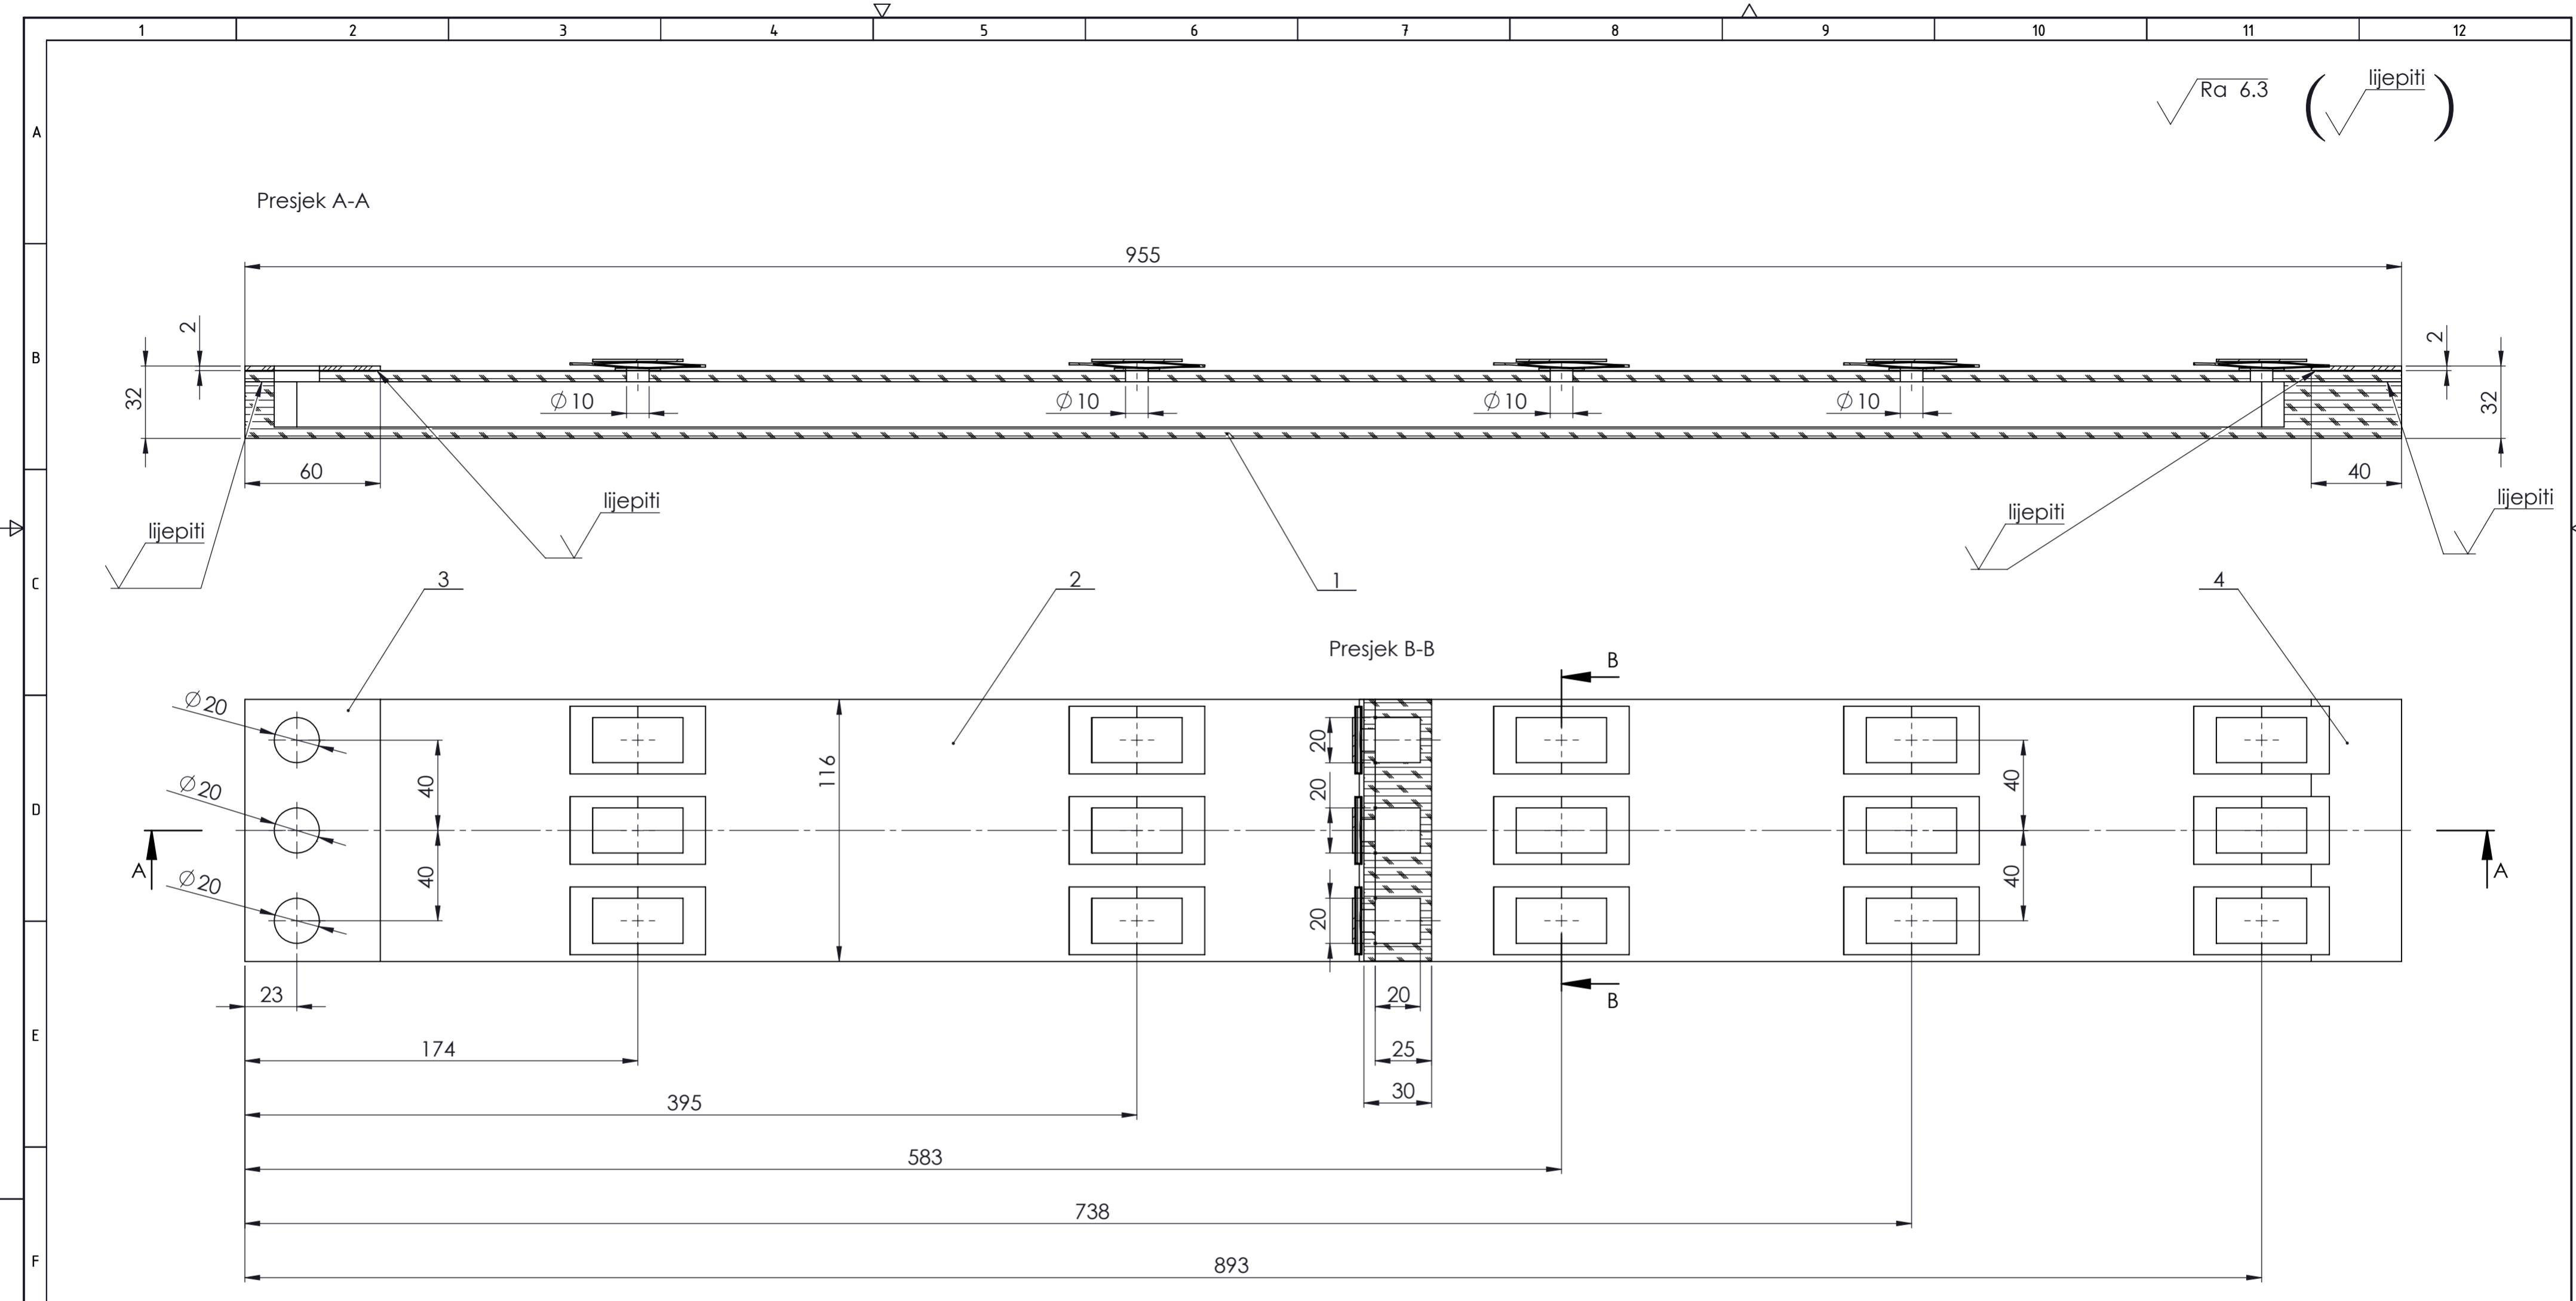 1 2 3 4 5 6 7 8 9 10 11 12
A
B
C
D
E
F
Ra 6.3 ( lijepiti )
Presjek A-A
955
2
32
2
32
∅10 ∅10 ∅10 ∅10
60
40
lijepiti
lijepiti
lijepiti
lijepiti
3 2 1 4
Presjek B-B
B
∅20
∅20
∅20
40
40
116
20
20
20
40
40
A
A
B
23
20
174
25
30
395
583
738
893